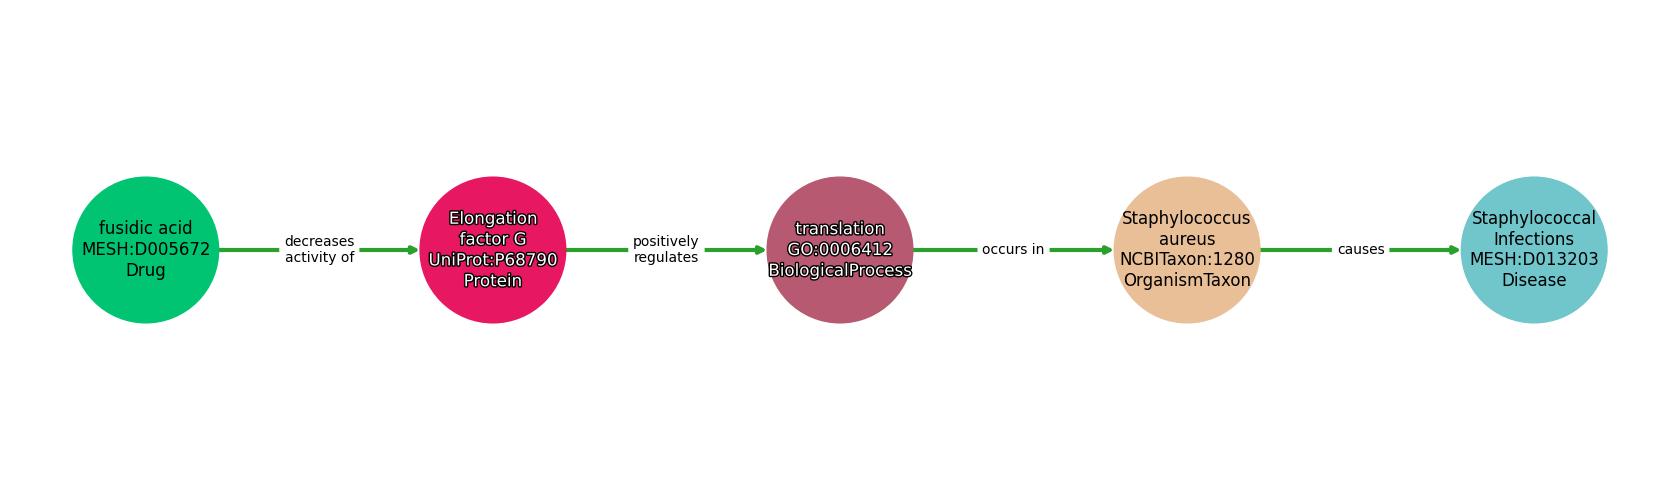 fusidic acid
MESH:D005672
Drug
decreases
activity of
Elongation
factor G
UniProt:P68790
Protein
positively
regulates
translation
GO:0006412
BiologicalProcess
occurs in
Staphylococcus
aureus
NCBITaxon:1280
OrganismTaxon
causes
Staphylococcal
Infections
MESH:D013203
Disease